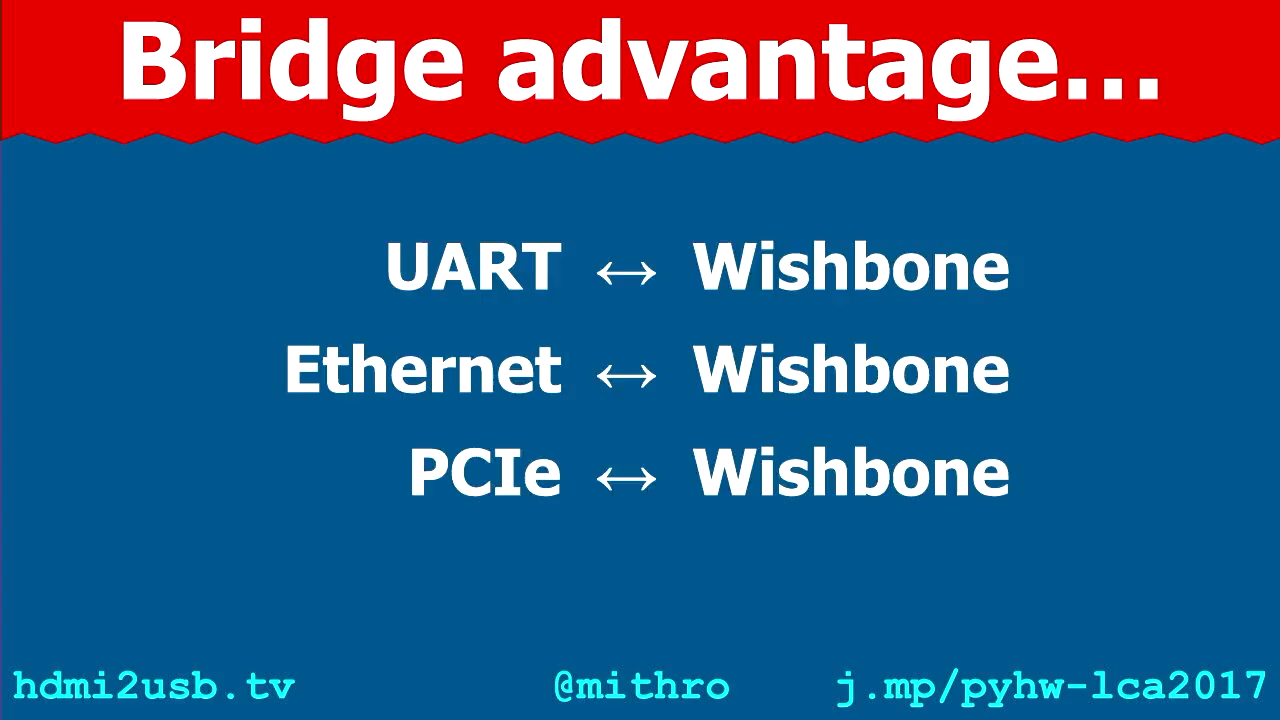 Bridge advantage...
UART ↔ Wishbone
Ethernet ↔ Wishbone
PCIe ↔ Wishbone
hdmi2usb.tv @mithro j.mp/pyhw-lca2017